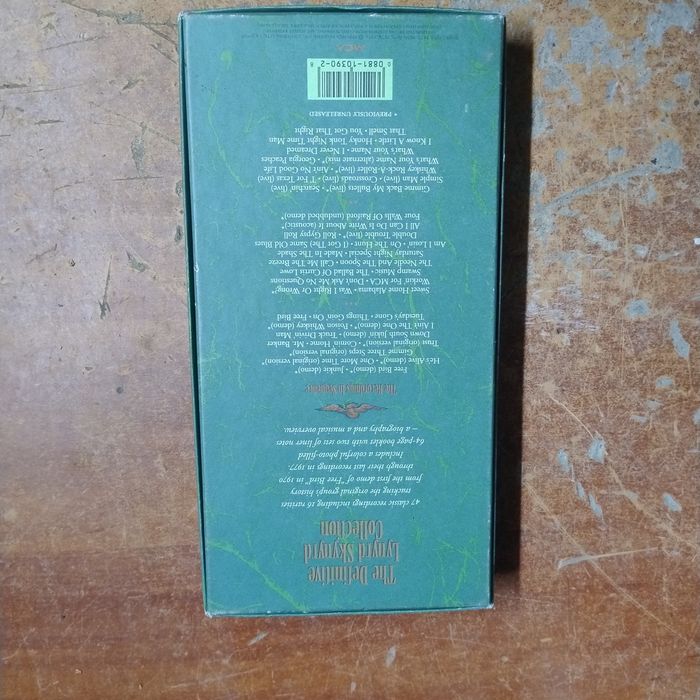 The Definitive
Lynyrd Skynyrd
Collection
47 classic recordings including 16 rarities
tracking the original group's history
from the first demo of "Free Bird" in 1970
through their last recordings in 1977.
Includes a colorful photo-filled
64-page booklet with two sets of liner notes
– a biography and a musical overview.
The Recordings In Sequence
Free Bird (demo)* • Junkie (demo)*
He's Alive (demo)* • One More Time (original version)*
Gimme Three Steps (original version)*
Trust (original version)* • Comin' Home • Mr. Banker
Down South Jukin' (demo) • Truck Drivin' Man
I Ain't The One (demo)* • Poison Whiskey (demo)
Tuesday's Gone • Things Goin' On • Free Bird
Sweet Home Alabama • Was I Right Or Wrong*
Workin' For MCA • Don't Ask Me No Questions
Swamp Music • The Ballad Of Curtis Loew
The Needle And The Spoon • Call Me The Breeze
Saturday Night Special • Made In The Shade
Am I Losin' • On The Hunt • (I Got The) Same Old Blues
Double Trouble (live)* • Roll Gypsy Roll
All I Can Do Is Write About It (acoustic)*
Four Walls Of Raiford (undubbed demo)
Gimme Back My Bullets (live)* • Searchin' (live)
Simple Man (live) • Crossroads (live) • T For Texas (live)
Whiskey Rock-A-Roller (live)* • Ain't No Good Life
What's Your Name (alternate mix)* • Georgia Peaches
What's Your Name • I Never Dreamed
I Know A Little • Honky Tonk Night Time Man
That Smell • You Got That Right
* PREVIOUSLY UNRELEASED
0 0881-10390-2 8
MCA